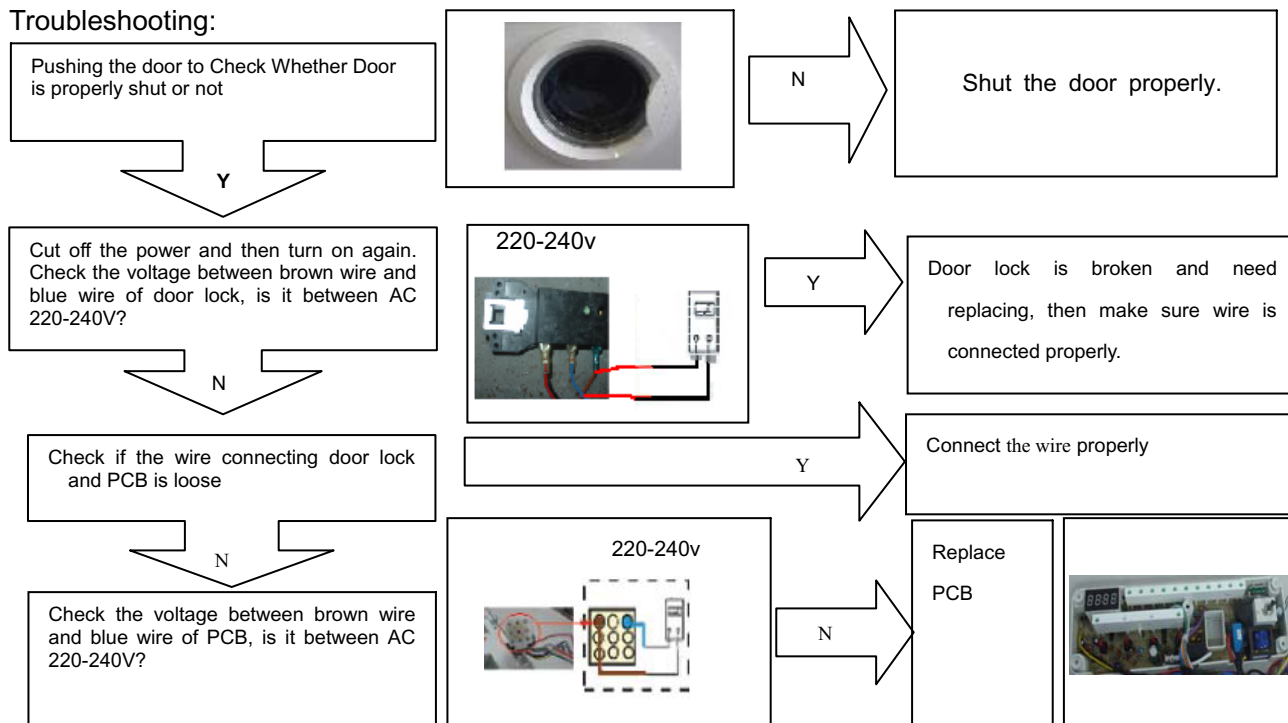 Troubleshooting:
Pushing the door to Check Whether Door
is properly shut or not
N
Shut the door properly.
Y
Cut off the power and then turn on again.
Check the voltage between brown wire and
blue wire of door lock, is it between AC
220-240V?
220-240v
Y
Door lock is broken and need
replacing, then make sure wire is
connected properly.
N
Check if the wire connecting door lock
and PCB is loose
Y
Connect the wire properly
N
Check the voltage between brown wire
and blue wire of PCB, is it between AC
220-240V?
220-240v
N
Replace
PCB